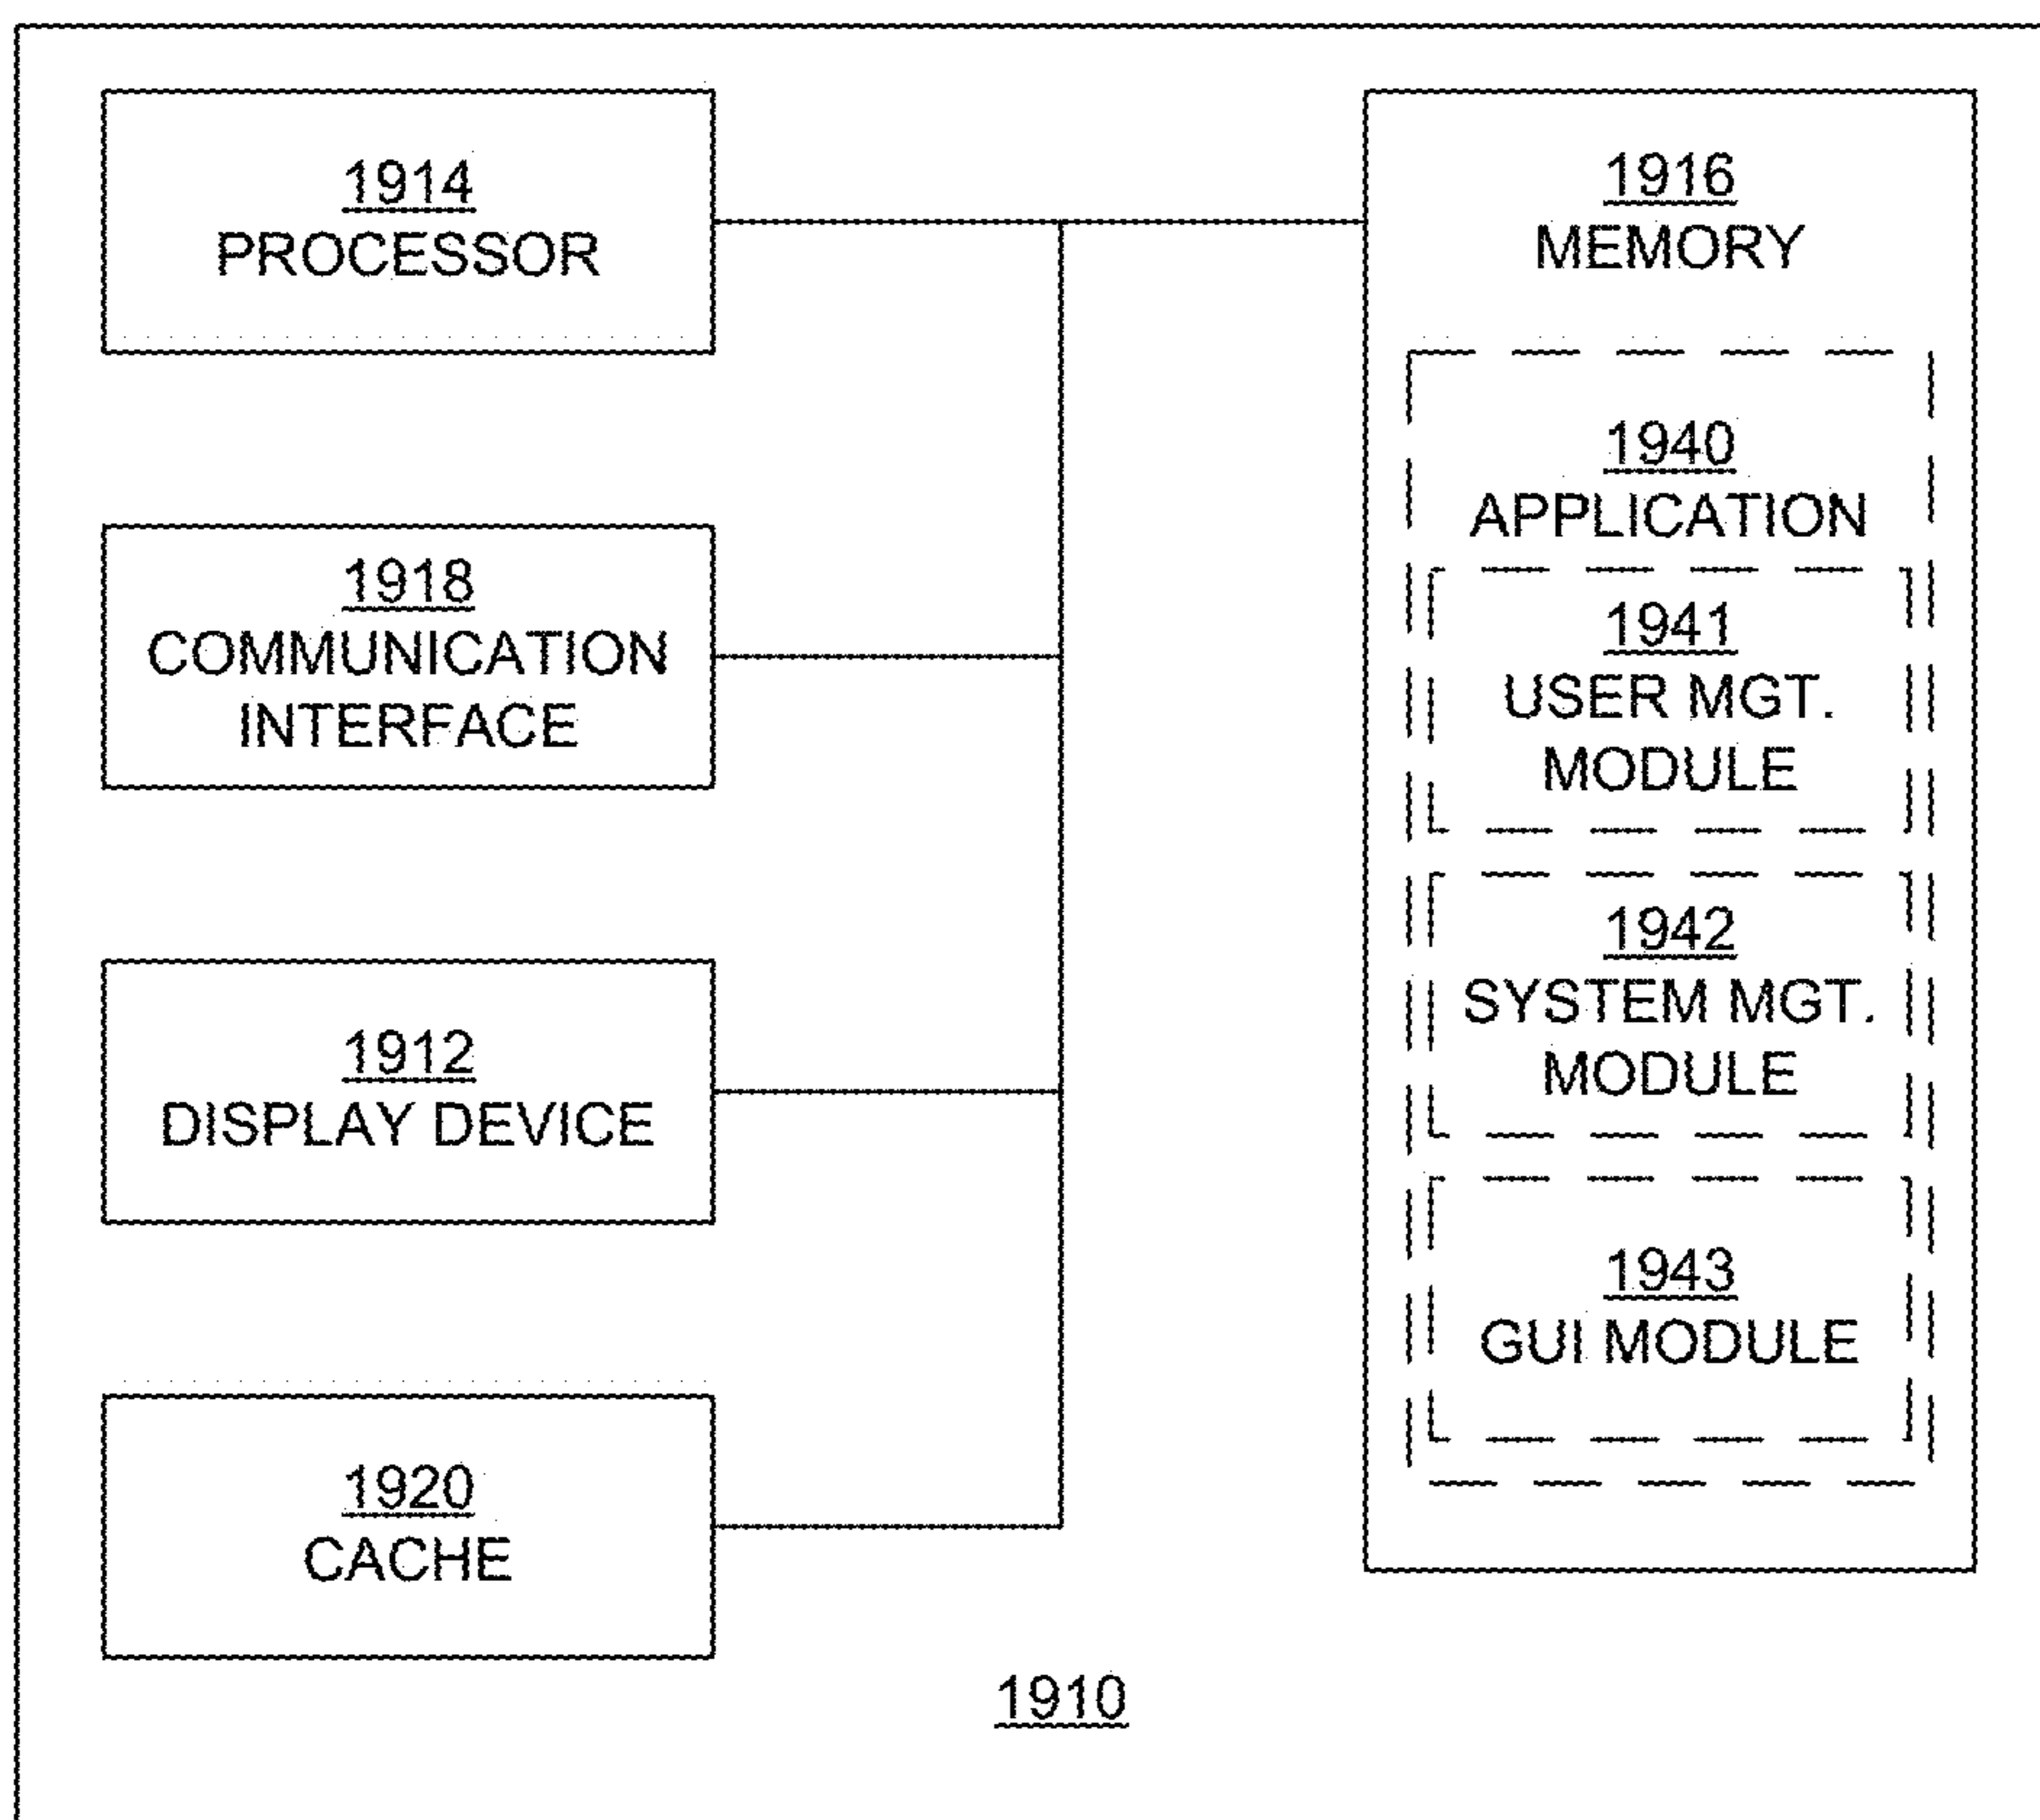 1914
PROCESSOR
1918
COMMUNICATION
INTERFACE
1912
DISPLAY DEVICE
1920
CACHE
1916
MEMORY
1940
APPLICATION
1941
USER MGT.
MODULE
1942
SYSTEM MGT.
MODULE
1943
GUI MODULE
1910